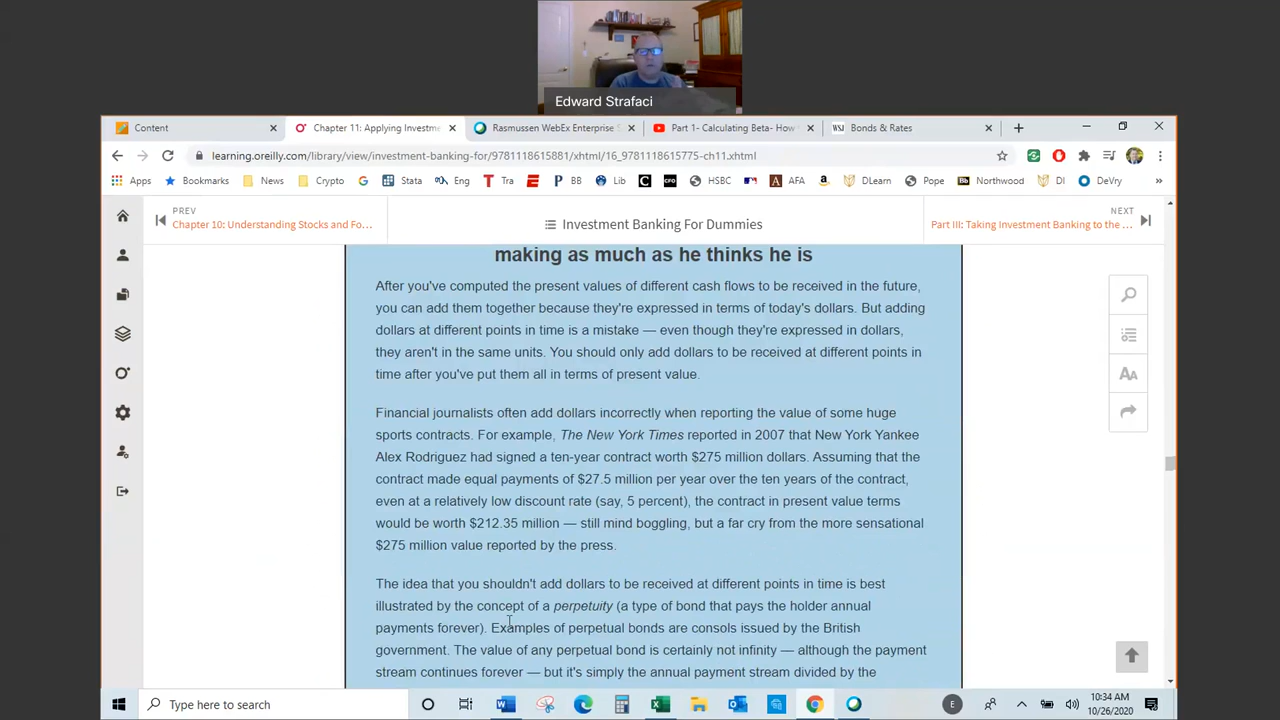 Edward Strafaci
Content
Chapter 11: Applying Investme
Rasmussen WebEx Enterprise S
Part 1- Calculating Beta- How
WSJ Bonds & Rates
learning.oreilly.com/library/view/investment-banking-for/9781118615881/xhtml/16_9781118615775-ch11.xhtml
Apps Bookmarks News Crypto Stata Eng Tra BB Lib HSBC AFA DLearn Pope Northwood DI DeVry »
PREV
Chapter 10: Understanding Stocks and Fo...
Investment Banking For Dummies
NEXT
Part III: Taking Investment Banking to the ...
making as much as he thinks he is
After you've computed the present values of different cash flows to be received in the future,
you can add them together because they're expressed in terms of today's dollars. But adding
dollars at different points in time is a mistake — even though they're expressed in dollars,
they aren't in the same units. You should only add dollars to be received at different points in
time after you've put them all in terms of present value.
Financial journalists often add dollars incorrectly when reporting the value of some huge
sports contracts. For example, The New York Times reported in 2007 that New York Yankee
Alex Rodriguez had signed a ten-year contract worth $275 million dollars. Assuming that the
contract made equal payments of $27.5 million per year over the ten years of the contract,
even at a relatively low discount rate (say, 5 percent), the contract in present value terms
would be worth $212.35 million — still mind boggling, but a far cry from the more sensational
$275 million value reported by the press.
The idea that you shouldn't add dollars to be received at different points in time is best
illustrated by the concept of a perpetuity (a type of bond that pays the holder annual
payments forever). Examples of perpetual bonds are consols issued by the British
government. The value of any perpetual bond is certainly not infinity — although the payment
stream continues forever — but it's simply the annual payment stream divided by the
AA
Type here to search
E
10:34 AM
10/26/2020